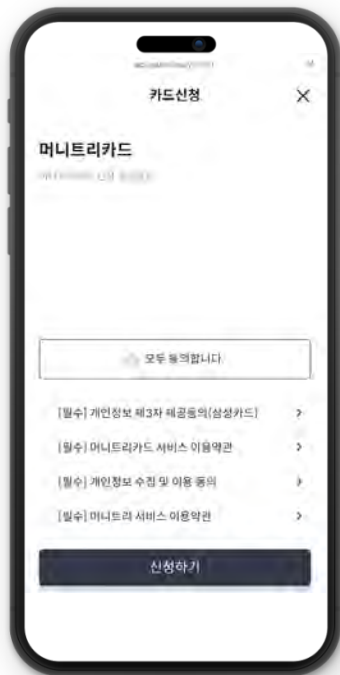 카드신청
머니트리카드
모두 동의합니다
[필수] 개인정보 제3자 제공동의(삼성카드)
[필수] 머니트리카드 서비스 이용약관
[필수] 개인정보 수집 및 이용 동의
[필수] 머니트리 서비스 이용약관
신청하기